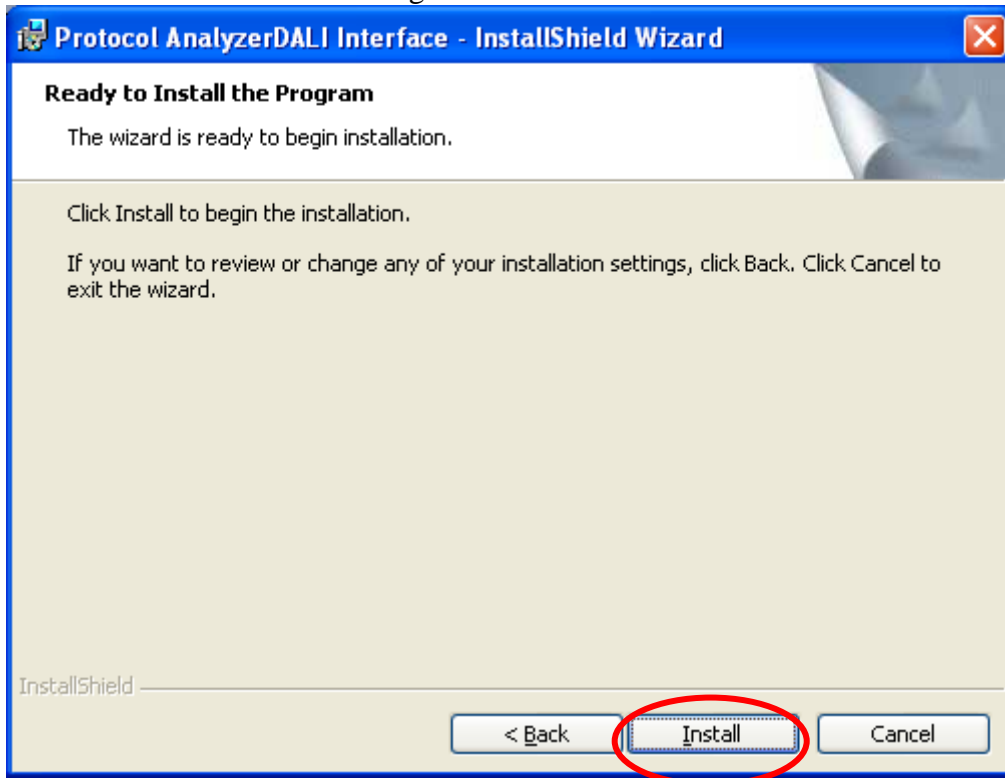 Protocol AnalyzerDALI Interface - InstallShield Wizard
Ready to Install the Program
The wizard is ready to begin installation.
Click Install to begin the installation.
If you want to review or change any of your installation settings, click Back. Click Cancel to
exit the wizard.
InstallShield
< Back Install Cancel